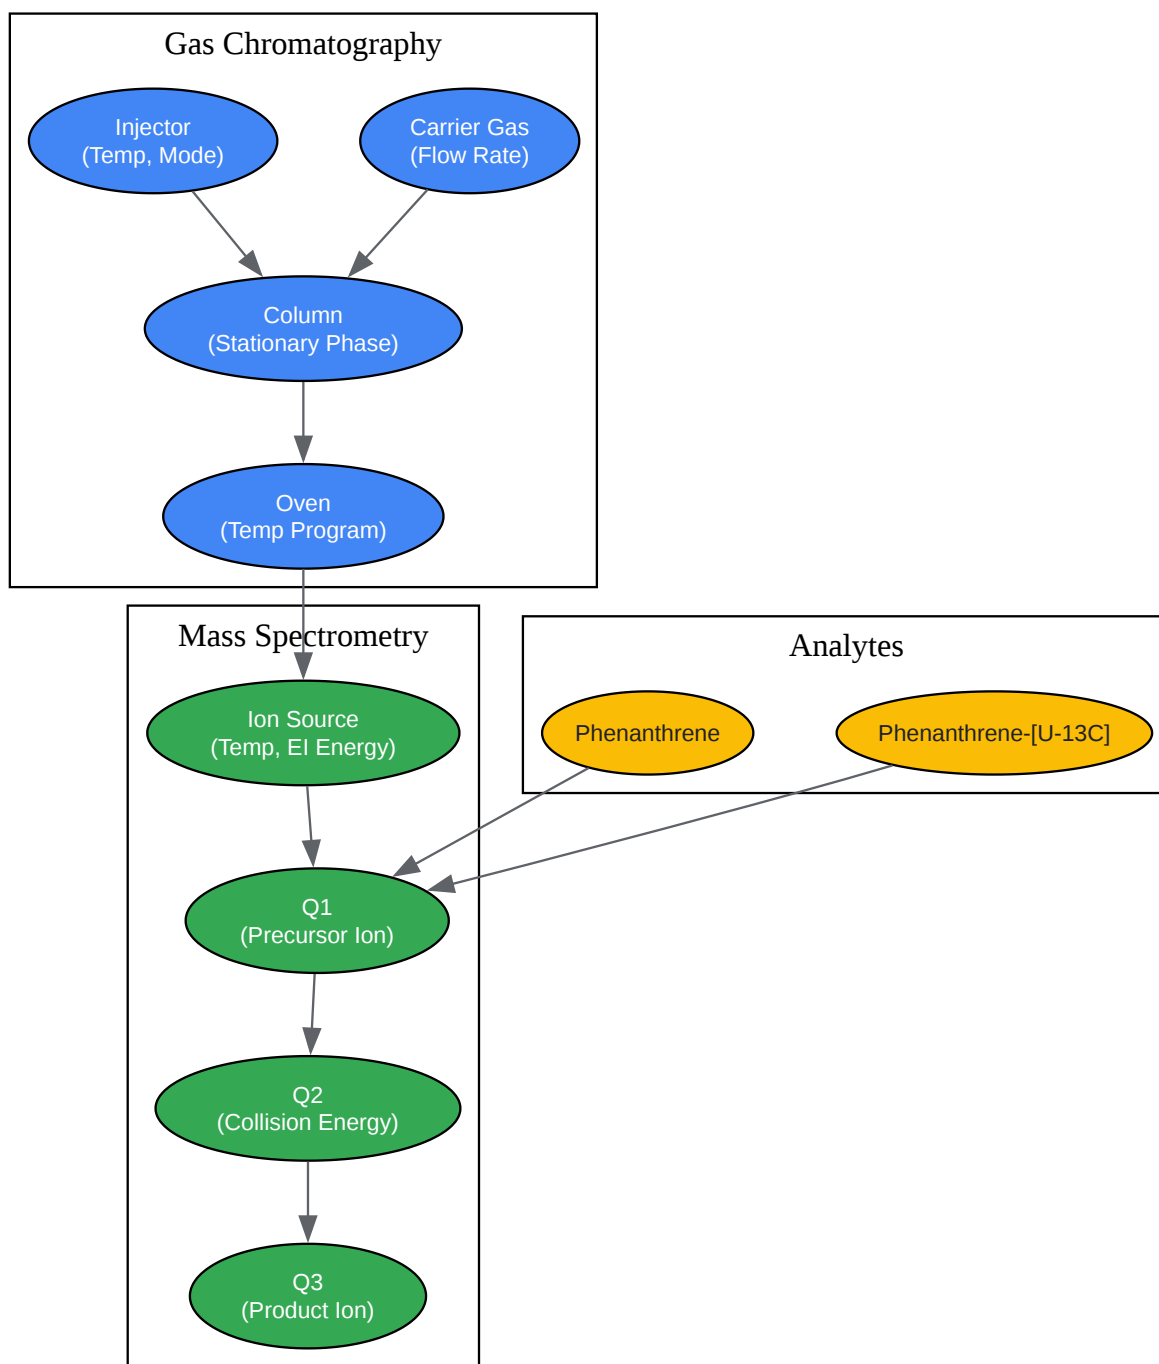 Gas Chromatography
Injector
(Temp, Mode)
Carrier Gas
(Flow Rate)
Column
(Stationary Phase)
Oven
(Temp Program)
Mass Spectrometry
Analytes
Ion Source
(Temp, EI Energy)
Phenanthrene
Phenanthrene-[U-13C]
Q1
(Precursor Ion)
Q2
(Collision Energy)
Q3
(Product Ion)